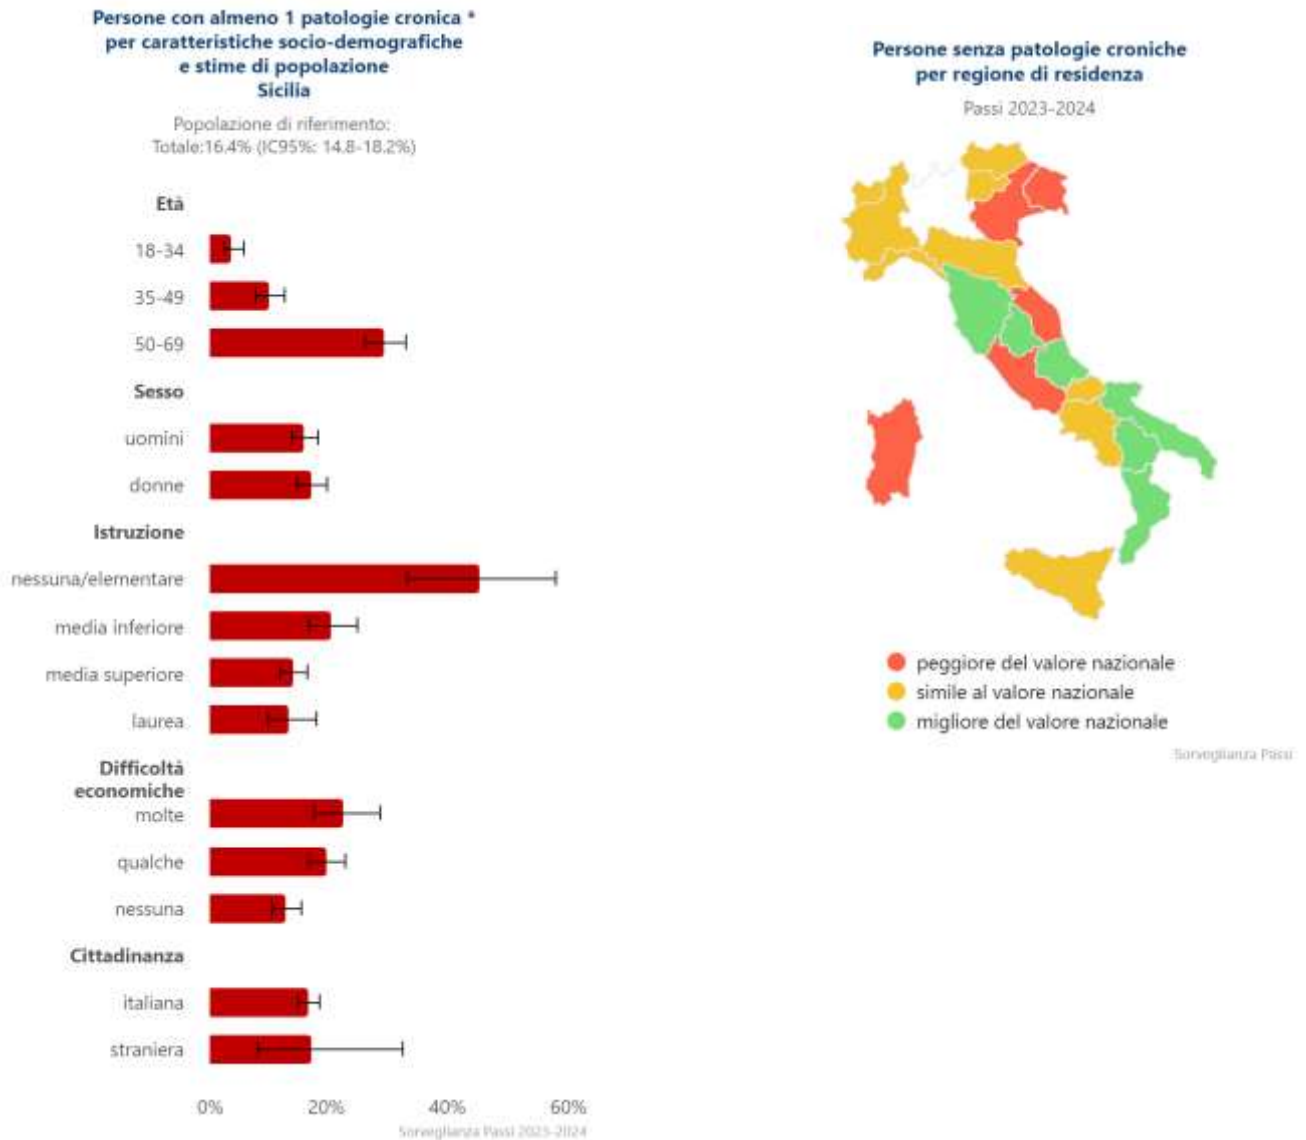 Persone con almeno 1 patologie cronica *
per caratteristiche socio-demografiche
e stime di popolazione
Sicilia
Popolazione di riferimento:
Totale:16.4% (IC95%: 14.8-18.2%)
Età
18-34
35-49
50-69
Sesso
uomini
donne
Istruzione
nessuna/elementare
media inferiore
media superiore
laurea
Difficoltà
economiche
molte
qualche
nessuna
Cittadinanza
italiana
straniera
0% 20% 40% 60%
Sorveglianza Passi 2023-2024
Persone senza patologie croniche
per regione di residenza
Passi 2023-2024
peggiore del valore nazionale
simile al valore nazionale
migliore del valore nazionale
Sorveglianza Passi